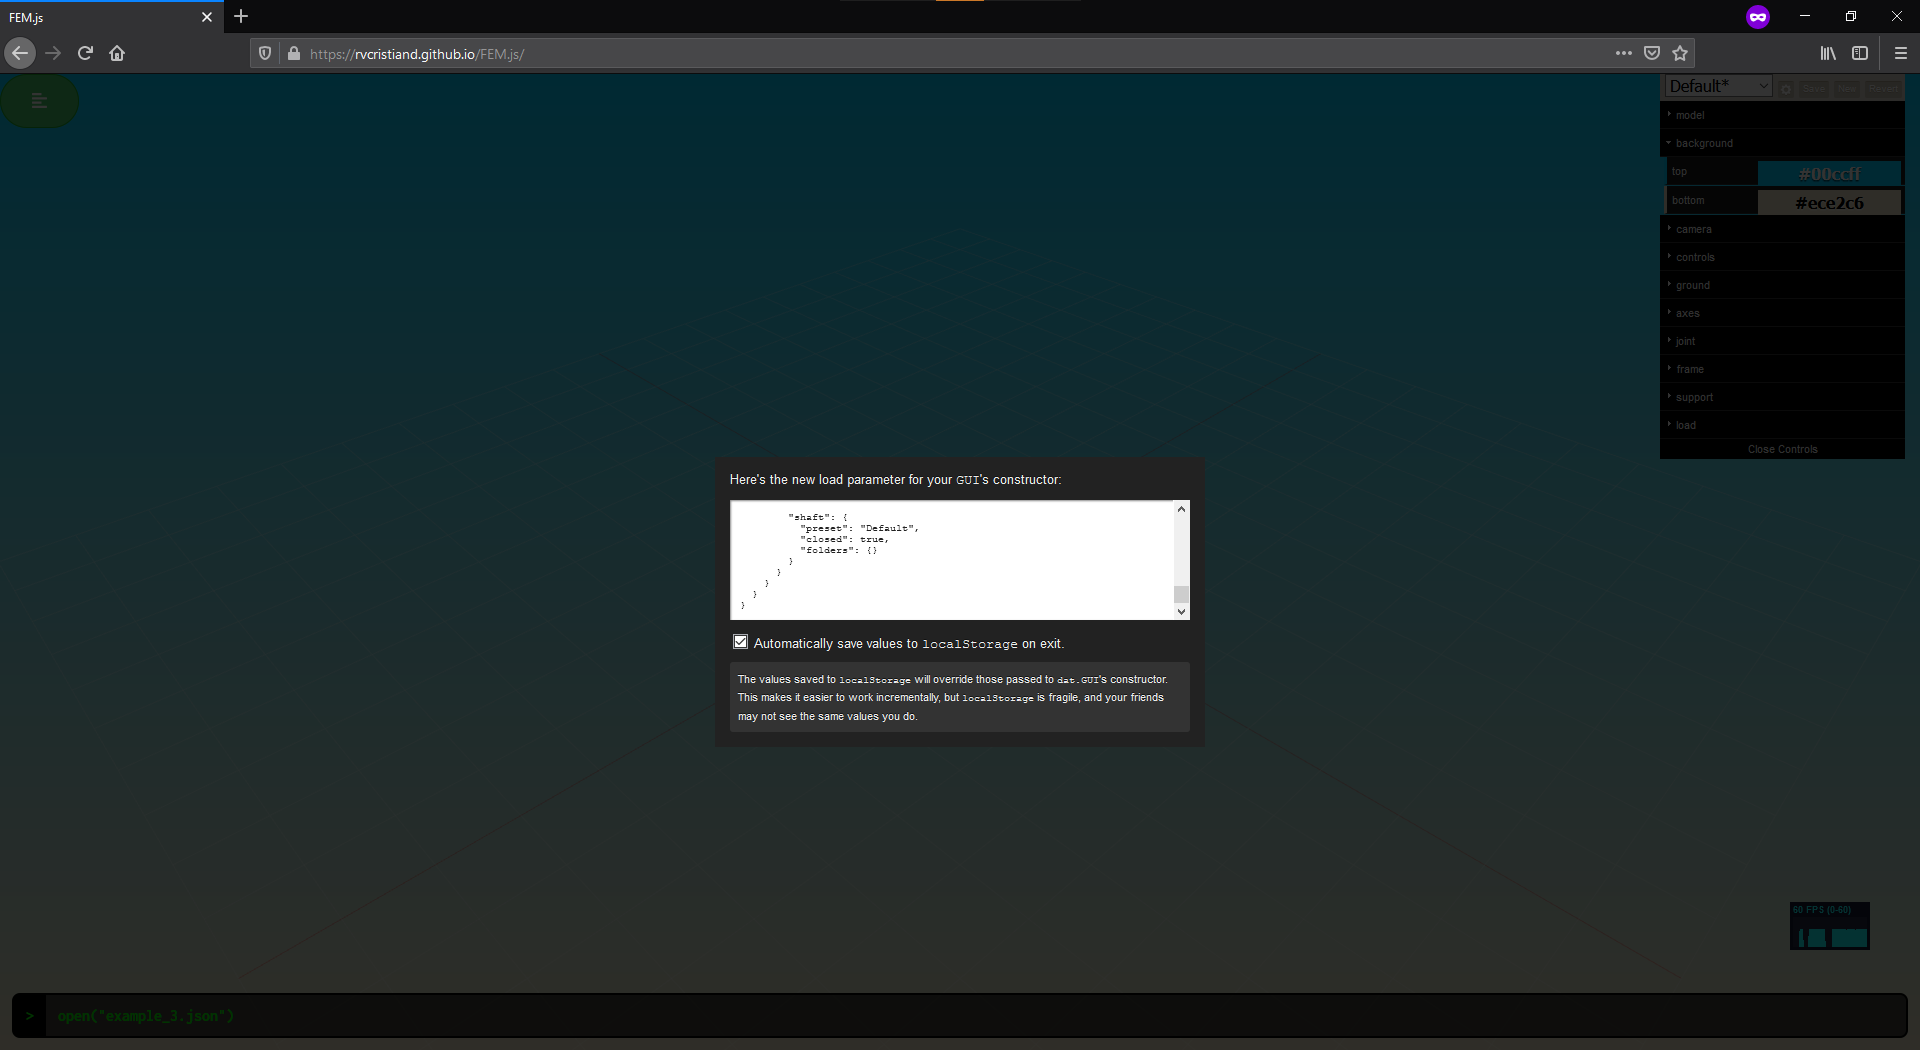 FEM.js
https://rvcristiand.github.io/FEM.js/
Default*
Save New Revert
model
background
top #00ccff
bottom #ece2c6
camera
controls
ground
axes
joint
frame
support
load
Close Controls
Here's the new load parameter for your GUI's constructor:
"shaft": {
"preset": "Default",
"closed": true,
"folders": {}
}
}
}
}
}
Automatically save values to localStorage on exit.
The values saved to localStorage will override those passed to dat.GUI's constructor.
This makes it easier to work incrementally, but localStorage is fragile, and your friends
may not see the same values you do.
60 FPS (0-60)
> open("example_3.json")